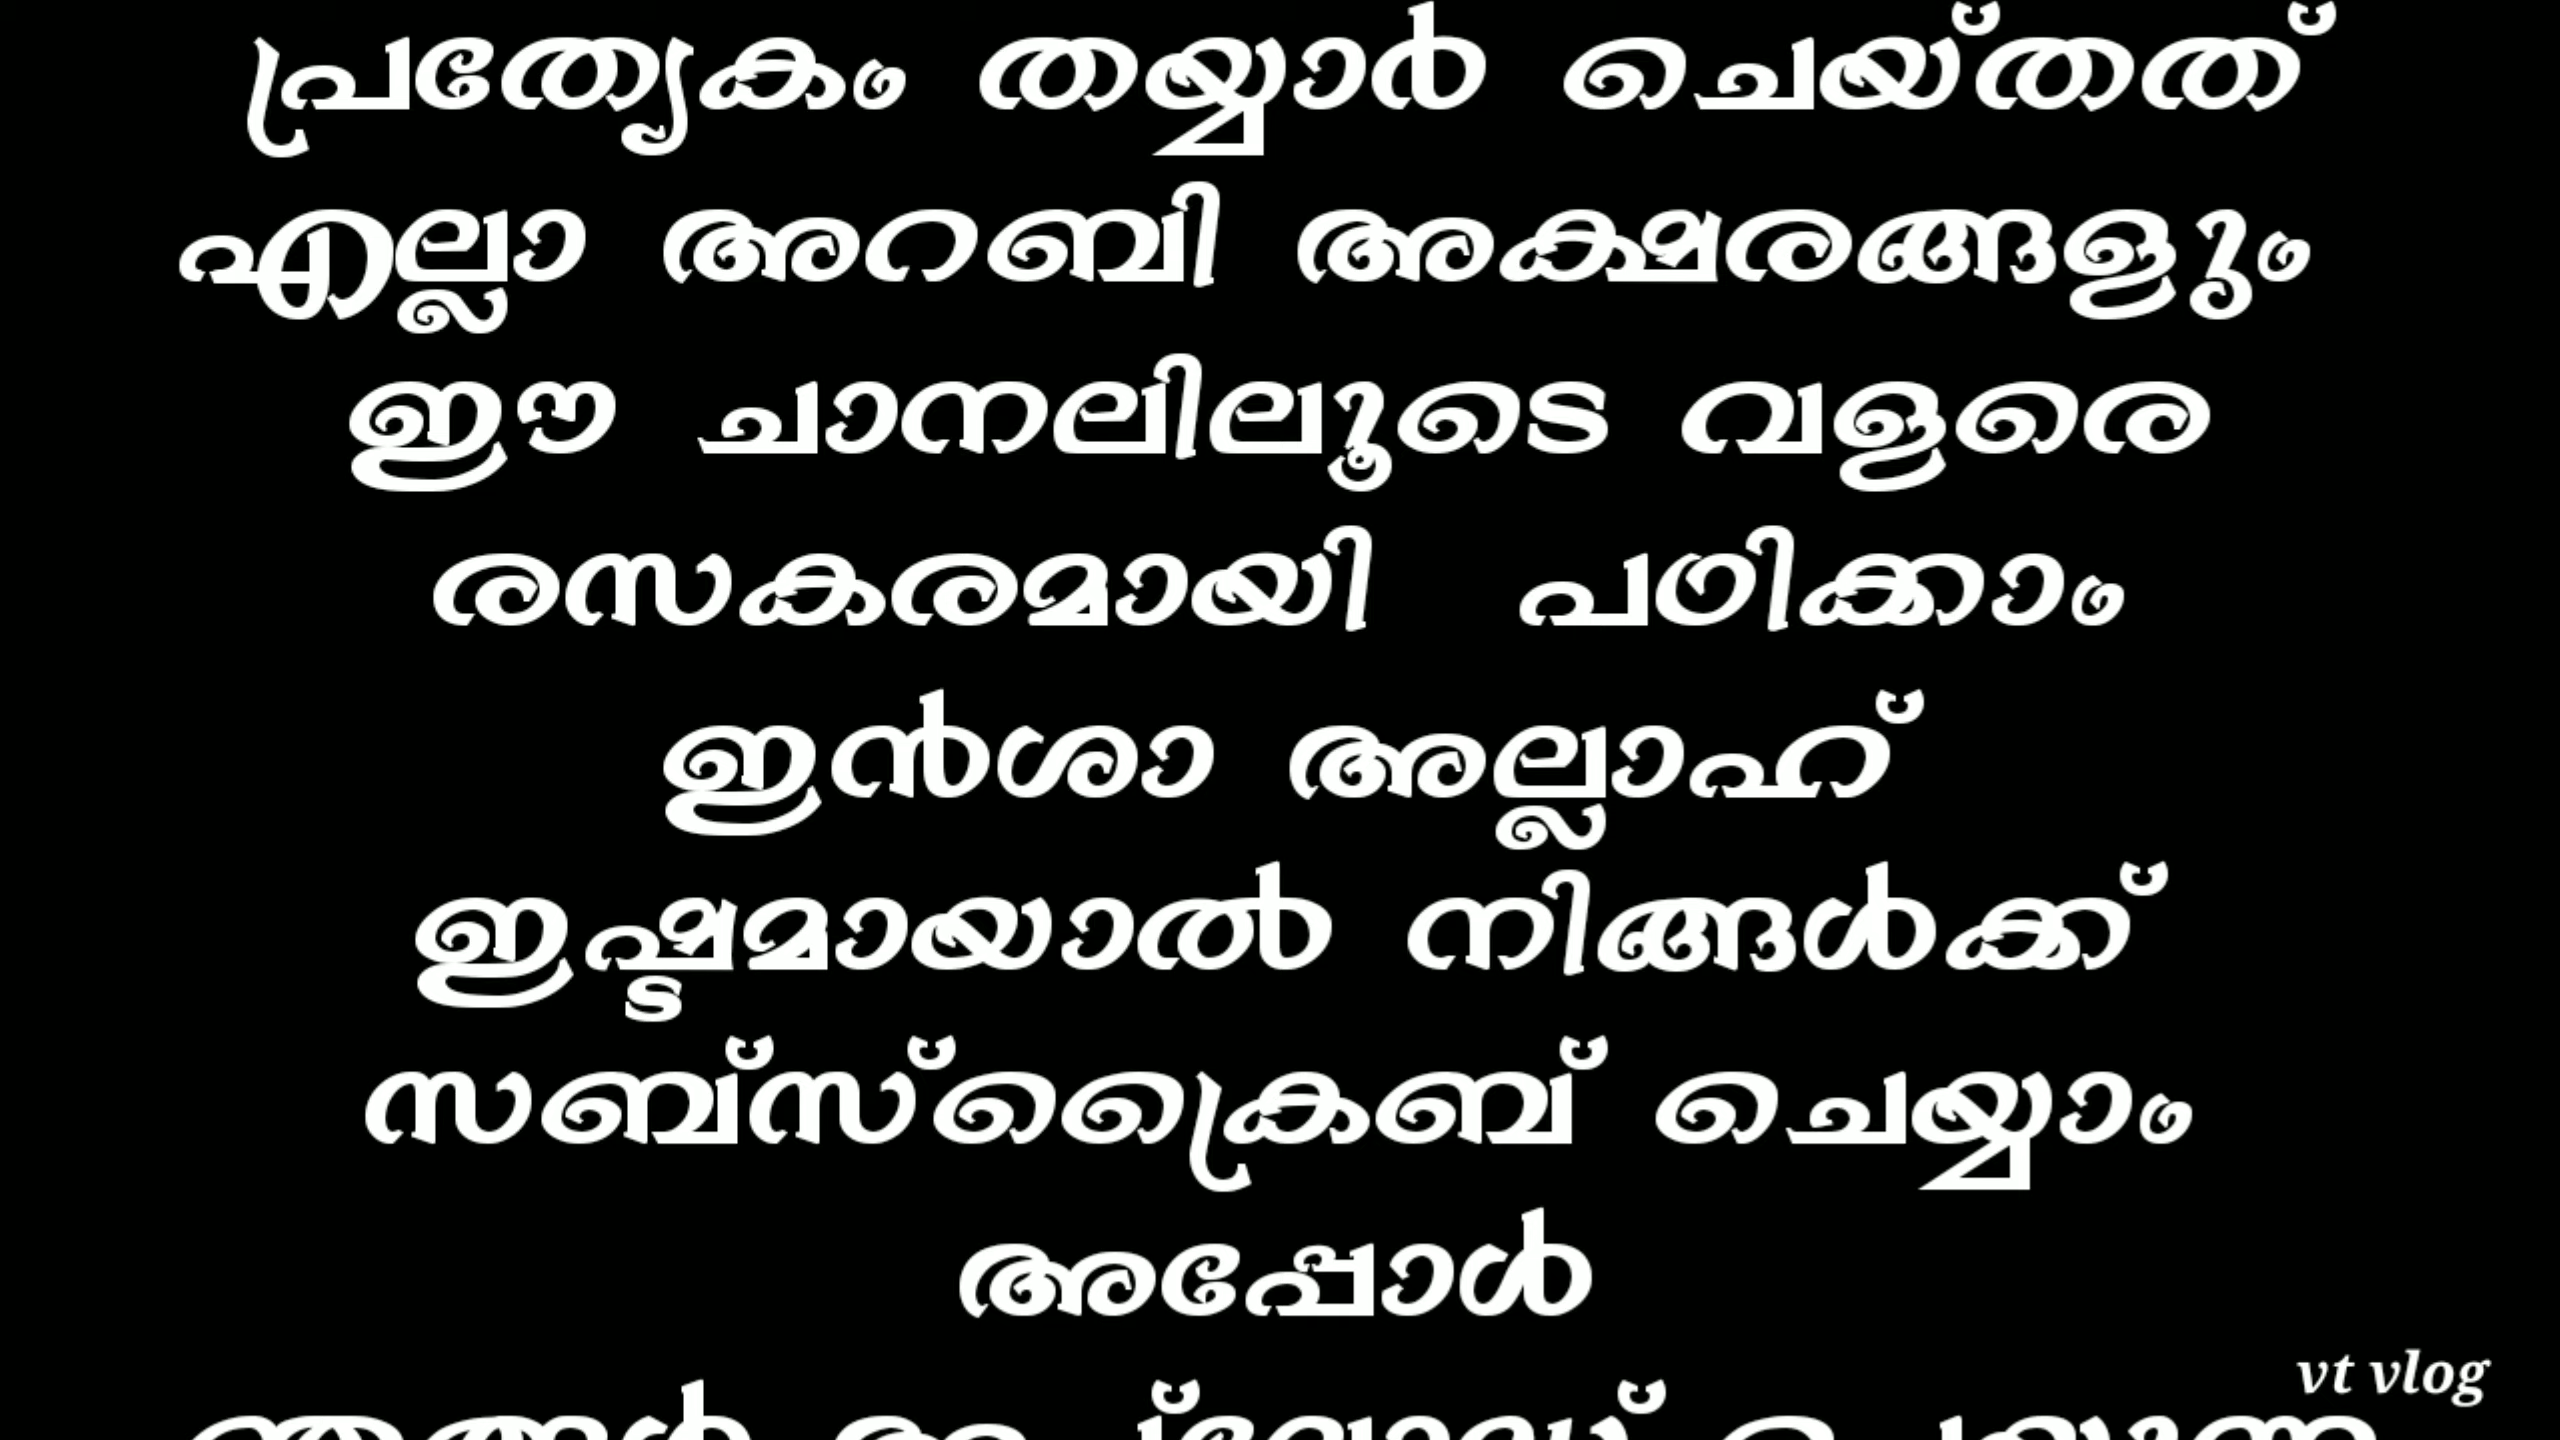 പ്രത്യേകം തയ്യാർ ചെയ്തത്
എല്ലാ അറബി അക്ഷരങ്ങളും
ഈ ചാനലിലൂടെ വളരെ
രസകരമായി പഠിക്കാം
ഇൻശാ അല്ലാഹ്
ഇഷ്ടമായാൽ നിങ്ങൾക്ക്
സബ്സ്ക്രൈബ് ചെയ്യാം
അപ്പോൾ
vt vlog